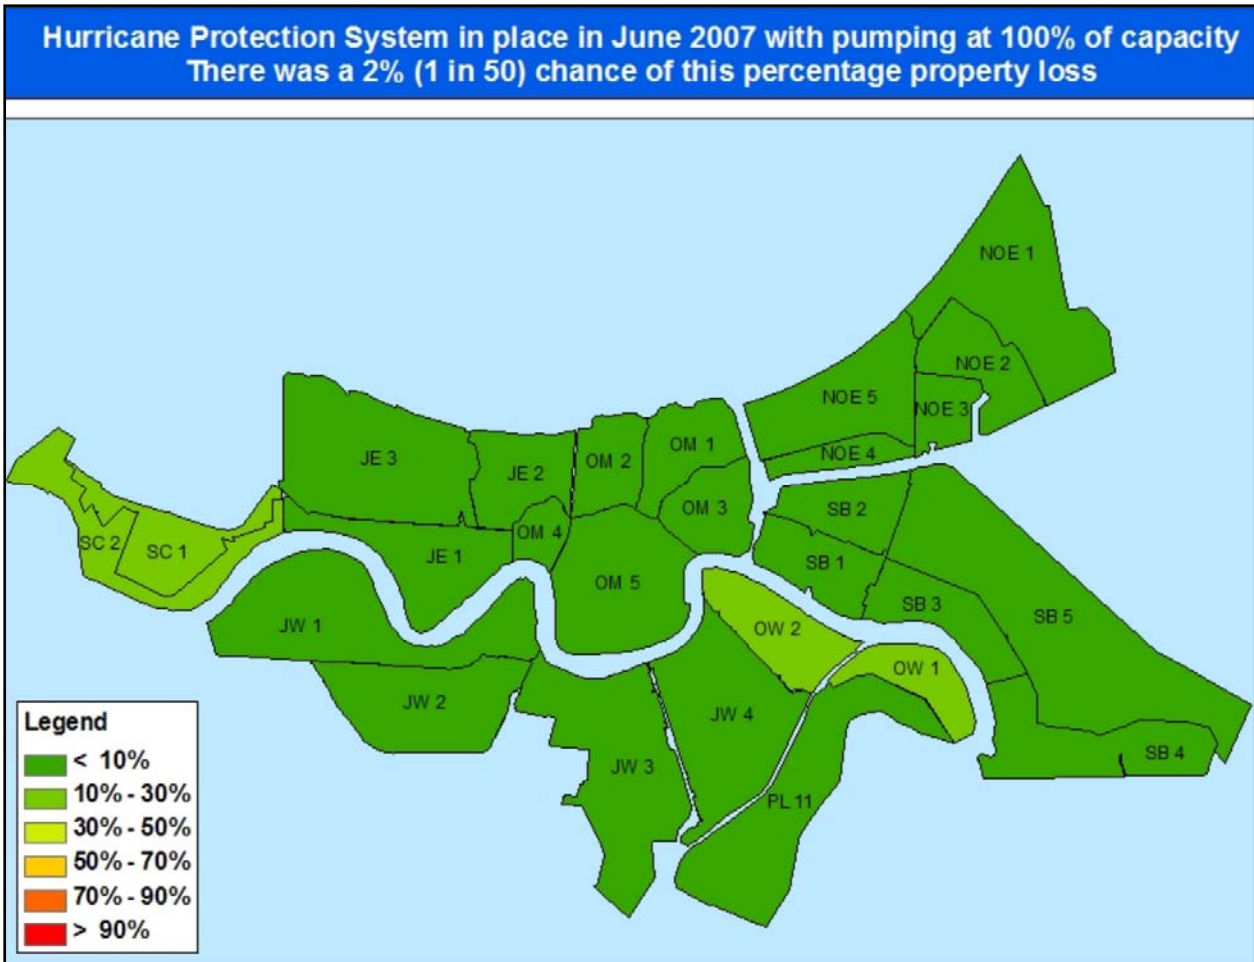 Hurricane Protection System in place in June 2007 with pumping at 100% of capacity
There was a 2% (1 in 50) chance of this percentage property loss
NOE 1
NOE 2
NOE 5
NOE 3
NOE 4
OM 1
OM 2
JE 3
JE 2
OM 3
SB 2
OM 4
SC 2
SC 1
JE 1
SB 1
OM 5
SB 3
SB 5
JW 1
OW 2
OW 1
JW 2
JW 4
SB 4
JW 3
PL 11
Legend
< 10%
10% - 30%
30% - 50%
50% - 70%
70% - 90%
> 90%